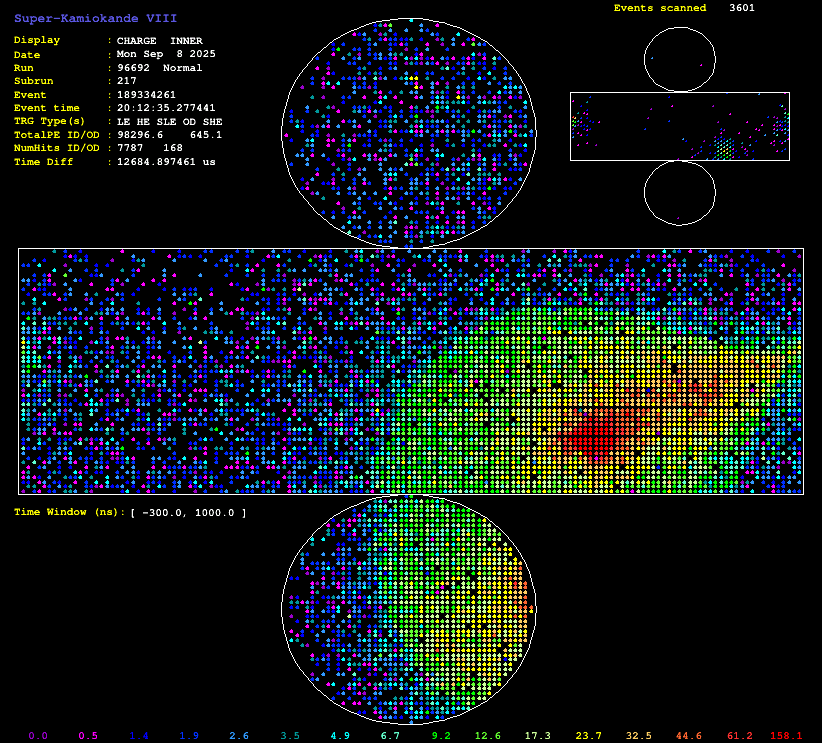 Super-Kamiokande VIII
Events scanned 3601
Display : CHARGE INNER
Date : Mon Sep 8 2025
Run : 96692 Normal
Subrun : 217
Event : 189334261
Event time : 20:12:35.277441
TRG Type(s) : LE HE SLE OD SHE
TotalPE ID/OD : 98296.6 645.1
NumHits ID/OD : 7787 168
Time Diff : 12684.897461 us
Time Window (ns): [ -300.0, 1000.0 ]
0.0 0.5 1.4 1.9 2.6 3.5 4.9 6.7 9.2 12.6 17.3 23.7 32.5 44.6 61.2 158.1